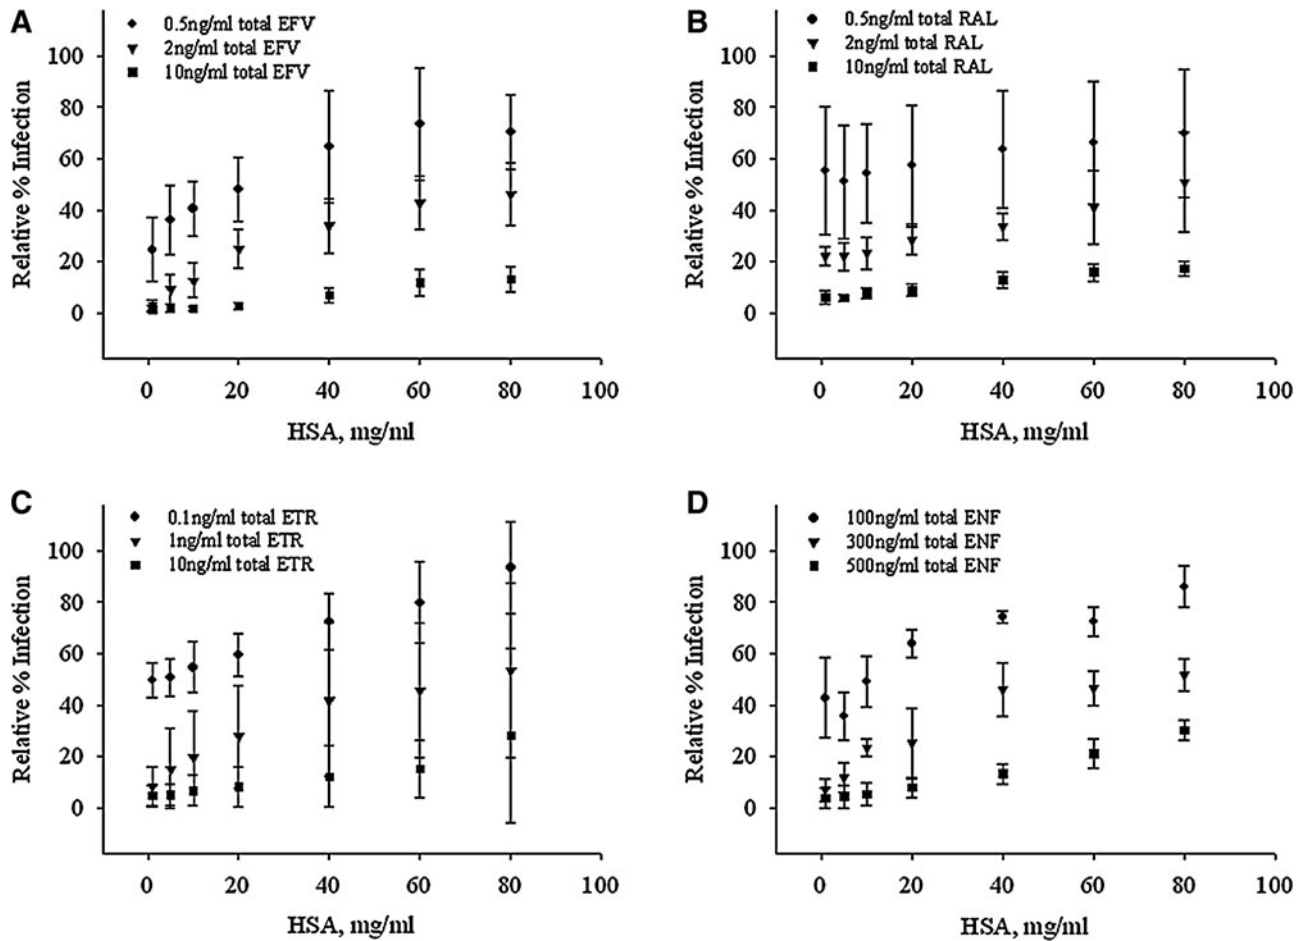 A
0.5ng/ml total EFV
2ng/ml total EFV
10ng/ml total EFV
100
80
60
40
20
0
Relative % Infection
0 20 40 60 80 100
HSA, mg/ml
B
0.5ng/ml total RAL
2ng/ml total RAL
10ng/ml total RAL
100
80
60
40
20
0
Relative % Infection
0 20 40 60 80 100
HSA, mg/ml
C
0.1ng/ml total ETR
1ng/ml total ETR
10ng/ml total ETR
100
80
60
40
20
0
Relative % Infection
0 20 40 60 80 100
HSA, mg/ml
D
100ng/ml total ENF
300ng/ml total ENF
500ng/ml total ENF
100
80
60
40
20
0
Relative % Infection
0 20 40 60 80 100
HSA, mg/ml